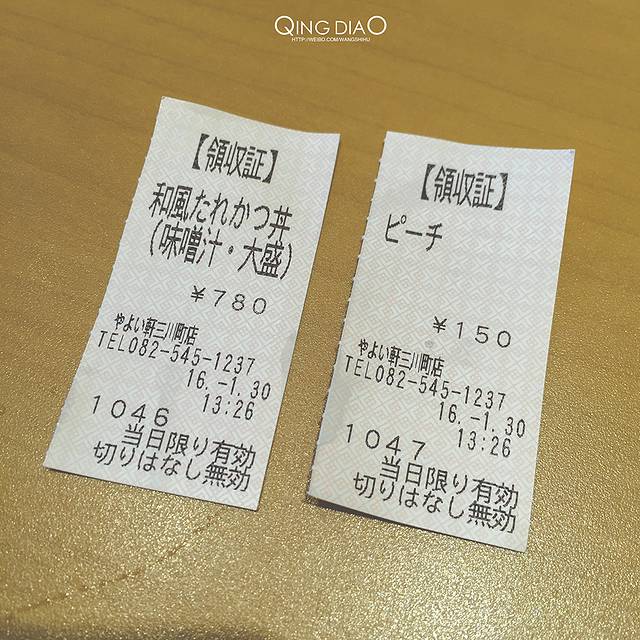 QING DIAO
HTTP://WEIBO.COM/WANGSHIHU
【領収証】
和風たれかつ丼
(味噌汁・大盛)
￥780
やよい軒三川町店
TEL082-545-1237
16.-1.30
13:26
1046
当日限り有効
切りはなし無効
【領収証】
ピーチ
￥150
やよい軒三川町店
TEL082-545-1237
16.-1.30
13:26
1047
当日限り有効
切りはなし無効